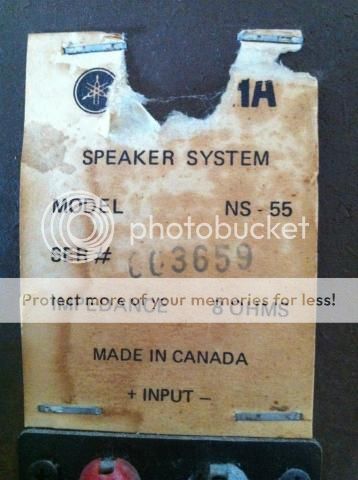 1A
SPEAKER SYSTEM
MODEL NS - 55
photobucket
SER # 003659
Protect more of your memories for less!
IMPEDANCE 8 OHMS
MADE IN CANADA
+ INPUT -